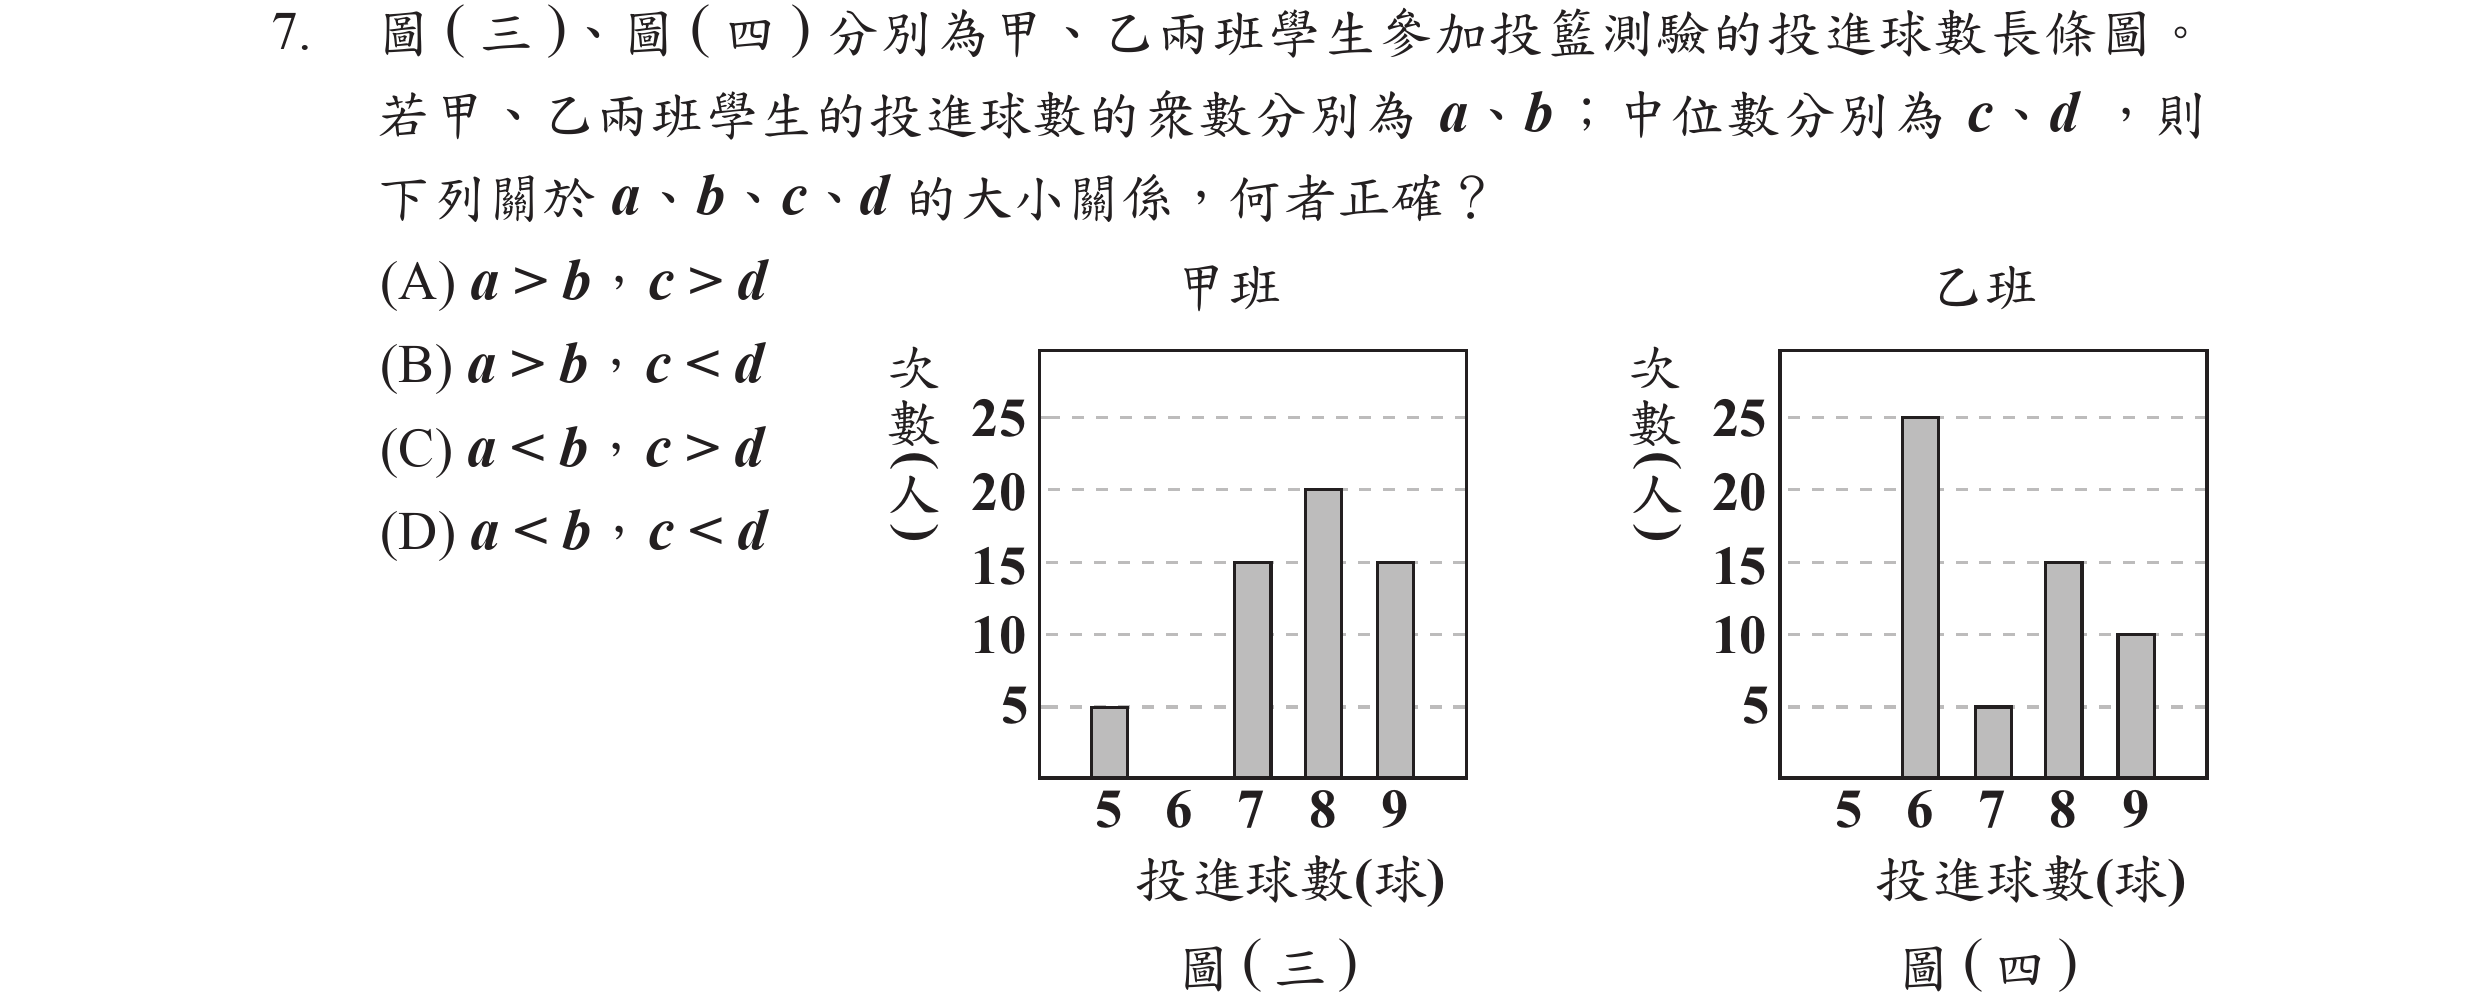 7. 圖(三)、圖(四)分別為甲、乙兩班學生參加投籃測驗的投進球數長條圖。
若甲、乙兩班學生的投進球數的眾數分別為 a、b；中位數分別為 c、d ，則
下列關於 a、b、c、d 的大小關係，何者正確？
(A) a > b，c > d
(B) a > b，c < d
(C) a < b，c > d
(D) a < b，c < d
甲班
次數(人)
25
20
15
10
5
5 6 7 8 9
投進球數(球)
圖(三)
乙班
次數(人)
25
20
15
10
5
5 6 7 8 9
投進球數(球)
圖(四)